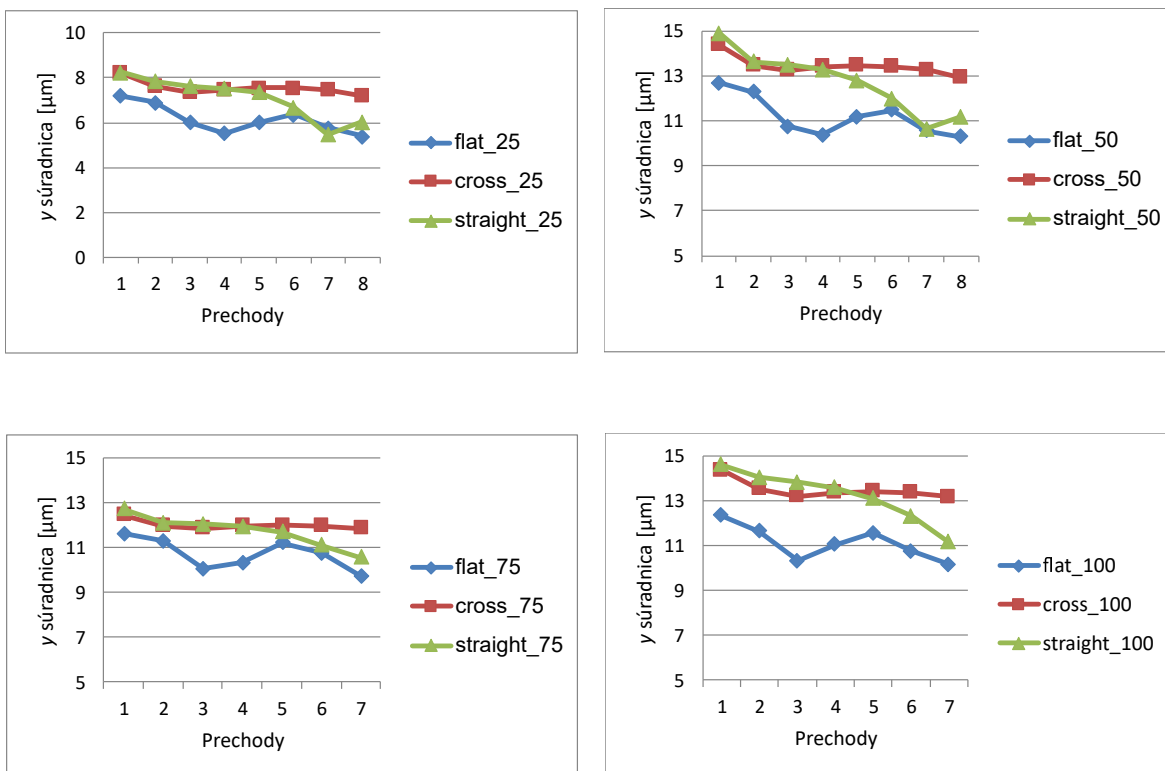 10
8
6
4
2
0
y súradnica [µm]
1 2 3 4 5 6 7 8
Prechody
flat_25
cross_25
straight_25
15
13
11
9
7
5
y súradnica [µm]
1 2 3 4 5 6 7 8
Prechody
flat_50
cross_50
straight_50
15
13
11
9
7
5
y súradnica [µm]
1 2 3 4 5 6 7
Prechody
flat_75
cross_75
straight_75
15
13
11
9
7
5
y súradnica [µm]
1 2 3 4 5 6 7
Prechody
flat_100
cross_100
straight_100